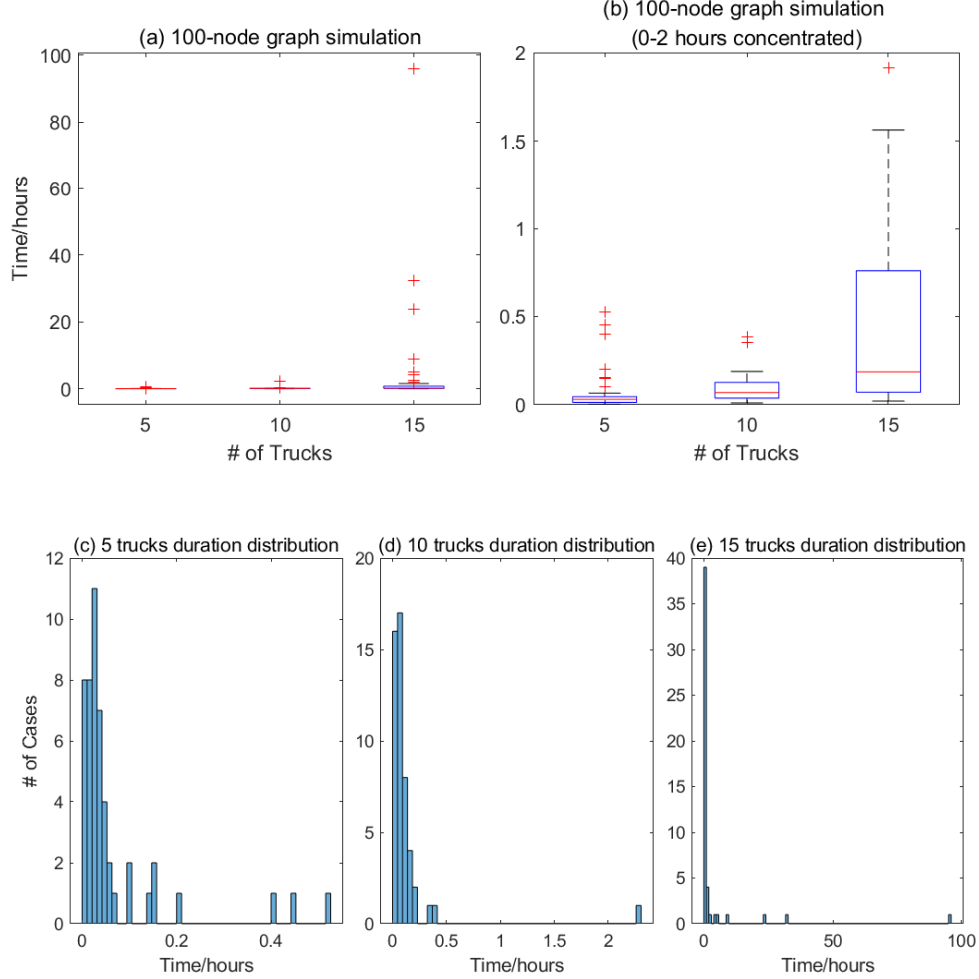 (a) 100-node graph simulation
100
80
60
40
20
0
Time/hours
5 10 15
# of Trucks
(b) 100-node graph simulation
(0-2 hours concentrated)
2
1.5
1
0.5
0
5 10 15
# of Trucks
(c) 5 trucks duration distribution
12
10
8
6
4
2
0
# of Cases
0 0.2 0.4
Time/hours
(d) 10 trucks duration distribution
20
15
10
5
0
0 0.5 1 1.5 2
Time/hours
(e) 15 trucks duration distribution
40
35
30
25
20
15
10
5
0
0 50 100
Time/hours